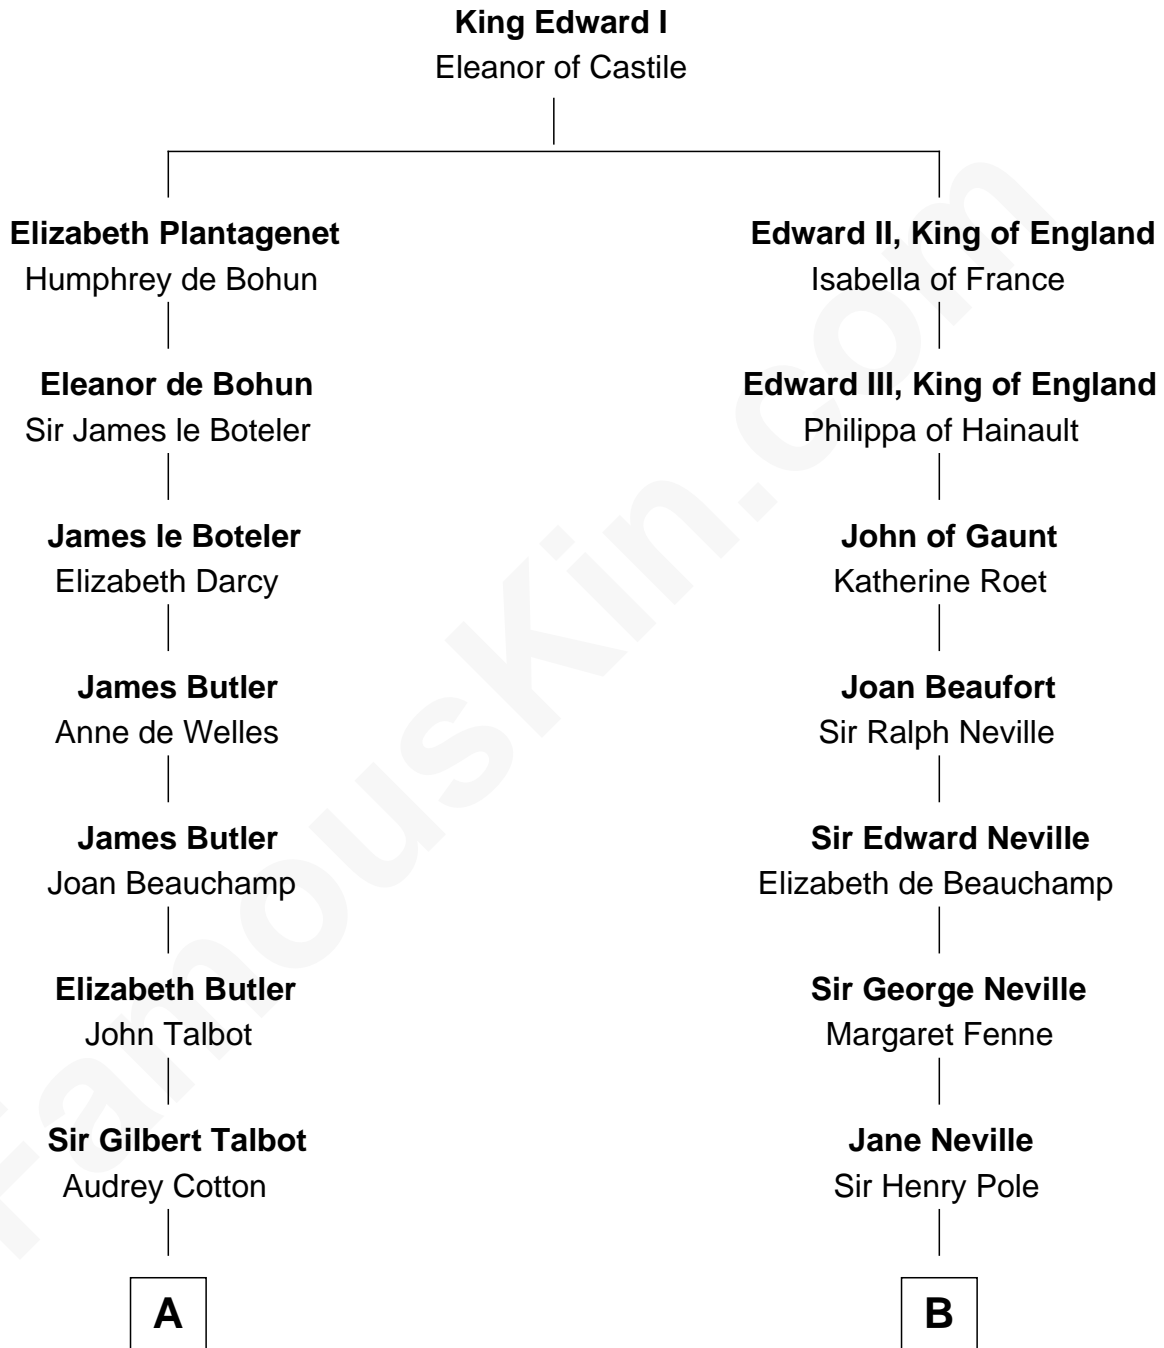 King Edward I
Eleanor of Castile
Elizabeth Plantagenet
Humphrey de Bohun
Edward II, King of England
Isabella of France
Eleanor de Bohun
Sir James le Boteler
Edward III, King of England
Philippa of Hainault
James le Boteler
Elizabeth Darcy
John of Gaunt
Katherine Roet
James Butler
Anne de Welles
Joan Beaufort
Sir Ralph Neville
James Butler
Joan Beauchamp
Sir Edward Neville
Elizabeth de Beauchamp
Elizabeth Butler
John Talbot
Sir George Neville
Margaret Fenne
Sir Gilbert Talbot
Audrey Cotton
Jane Neville
Sir Henry Pole
A
B
FamousKin.com